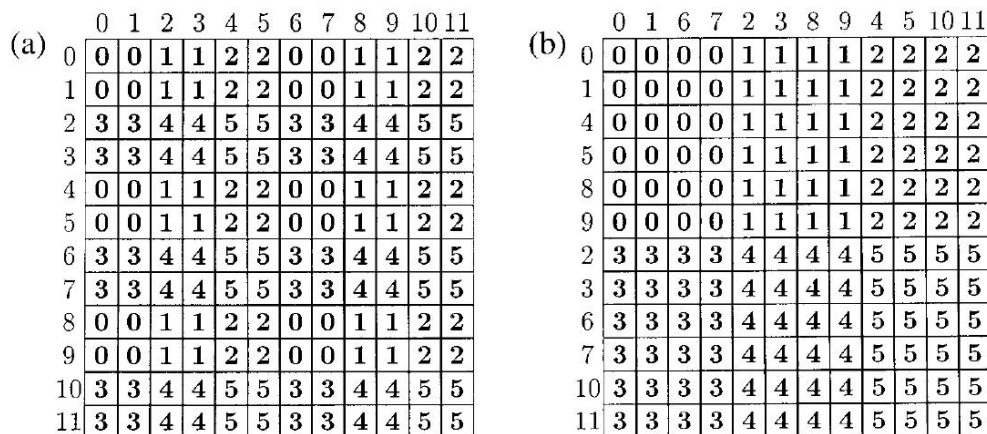 (a)
0 1 2 3 4 5 6 7 8 9 10 11
0 0 0 1 1 2 2 0 0 1 1 2 2
1 0 0 1 1 2 2 0 0 1 1 2 2
2 3 3 4 4 5 5 3 3 4 4 5 5
3 3 3 4 4 5 5 3 3 4 4 5 5
4 0 0 1 1 2 2 0 0 1 1 2 2
5 0 0 1 1 2 2 0 0 1 1 2 2
6 3 3 4 4 5 5 3 3 4 4 5 5
7 3 3 4 4 5 5 3 3 4 4 5 5
8 0 0 1 1 2 2 0 0 1 1 2 2
9 0 0 1 1 2 2 0 0 1 1 2 2
10 3 3 4 4 5 5 3 3 4 4 5 5
11 3 3 4 4 5 5 3 3 4 4 5 5
(b)
0 1 6 7 2 3 8 9 4 5 10 11
0 0 0 0 0 1 1 1 1 2 2 2 2
1 0 0 0 0 1 1 1 1 2 2 2 2
4 0 0 0 0 1 1 1 1 2 2 2 2
5 0 0 0 0 1 1 1 1 2 2 2 2
8 0 0 0 0 1 1 1 1 2 2 2 2
9 0 0 0 0 1 1 1 1 2 2 2 2
2 3 3 3 3 4 4 4 4 5 5 5 5
3 3 3 3 3 4 4 4 4 5 5 5 5
6 3 3 3 3 4 4 4 4 5 5 5 5
7 3 3 3 3 4 4 4 4 5 5 5 5
10 3 3 3 3 4 4 4 4 5 5 5 5
11 3 3 3 3 4 4 4 4 5 5 5 5